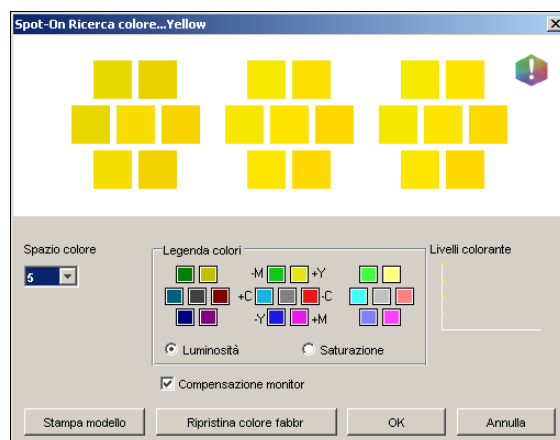 Spot-On Ricerca colore...Yellow
Spazio colore
5
Legenda colori
-M +Y
+C -C
-Y +M
Luminosità Saturazione
Livelli colorante
Compensazione monitor
Stampa modello Ripristina colore fabbr OK Annulla